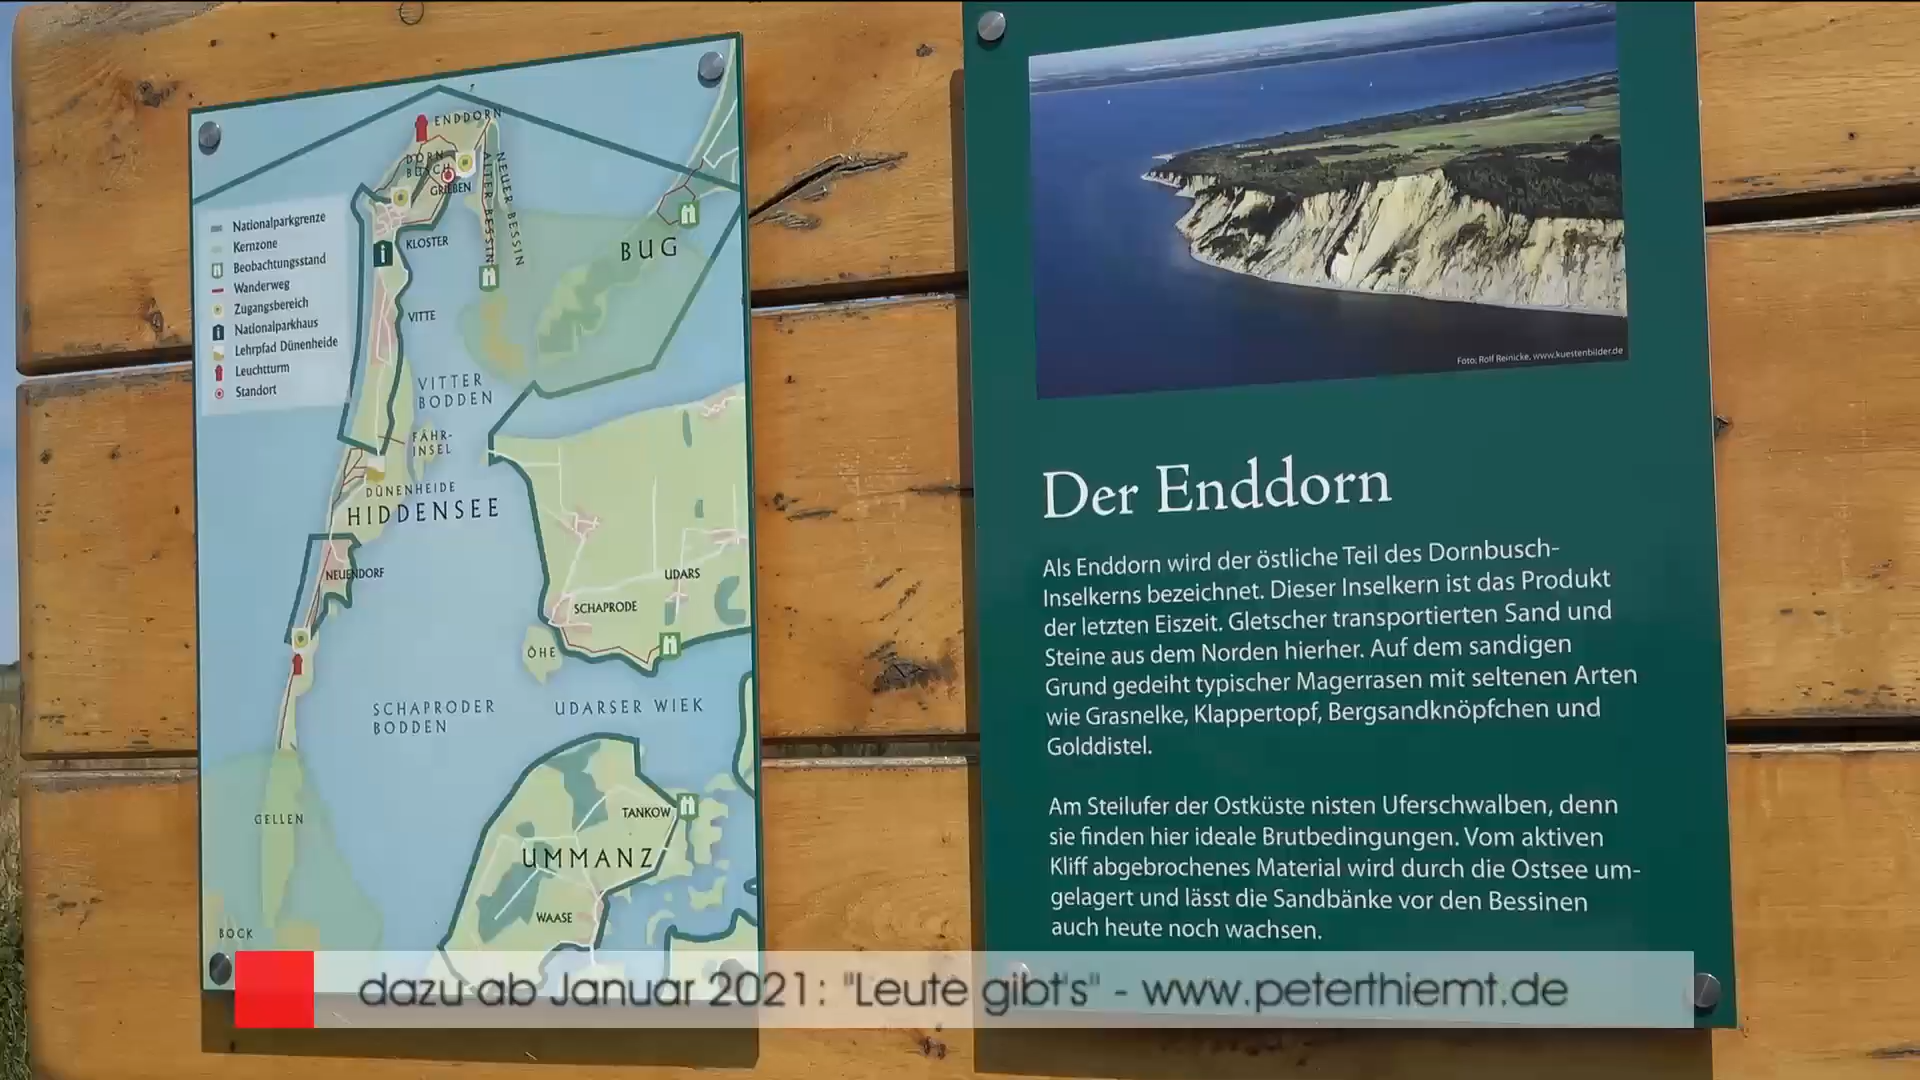 ENDDORN
DORN
BUSCH
GRIEBEN
ALTER BESSIN
NEUER BESSIN
Nationalparkgrenze
Kernzone
Beobachtungsstand
Wanderweg
Zugangsbereich
Nationalparkhaus
Lehrpfad Dünenheide
Leuchtturm
Standort
KLOSTER
BUG
VITTE
VITTER
BODDEN
FÄHR-
INSEL
DÜNENHEIDE
HIDDENSEE
NEUENDORF
UDARS
SCHAPRODE
ÖHE
SCHAPRODER
BODDEN
UDARSER WIEK
GELLEN
TANKOW
UMMANZ
WAASE
BOCK
Foto: Rolf Reinicke, www.kuestenbilder.de
Der Enddorn
Als Enddorn wird der östliche Teil des Dornbusch-
Inselkerns bezeichnet. Dieser Inselkern ist das Produkt
der letzten Eiszeit. Gletscher transportierten Sand und
Steine aus dem Norden hierher. Auf dem sandigen
Grund gedeiht typischer Magerrasen mit seltenen Arten
wie Grasnelke, Klappertopf, Bergsandknöpfchen und
Golddistel.
Am Steilufer der Ostküste nisten Uferschwalben, denn
sie finden hier ideale Brutbedingungen. Vom aktiven
Kliff abgebrochenes Material wird durch die Ostsee um-
gelagert und lässt die Sandbänke vor den Bessinen
auch heute noch wachsen.
dazu ab Januar 2021: "Leute gibt's" - www.peterthiemt.de